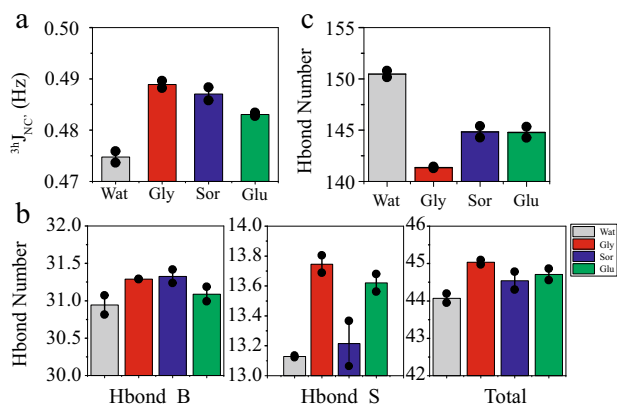 a
³ʰJNC' (Hz)
0.50
0.49
0.48
0.47
Wat Gly Sor Glu
c
Hbond Number
155
150
145
140
Wat Gly Sor Glu
b
Hbond Number
32.0
31.5
31.0
30.5
30.0
Hbond_B
14.0
13.8
13.6
13.4
13.2
13.0
Hbond_S
46
45
44
43
42
Total
Wat
Gly
Sor
Glu